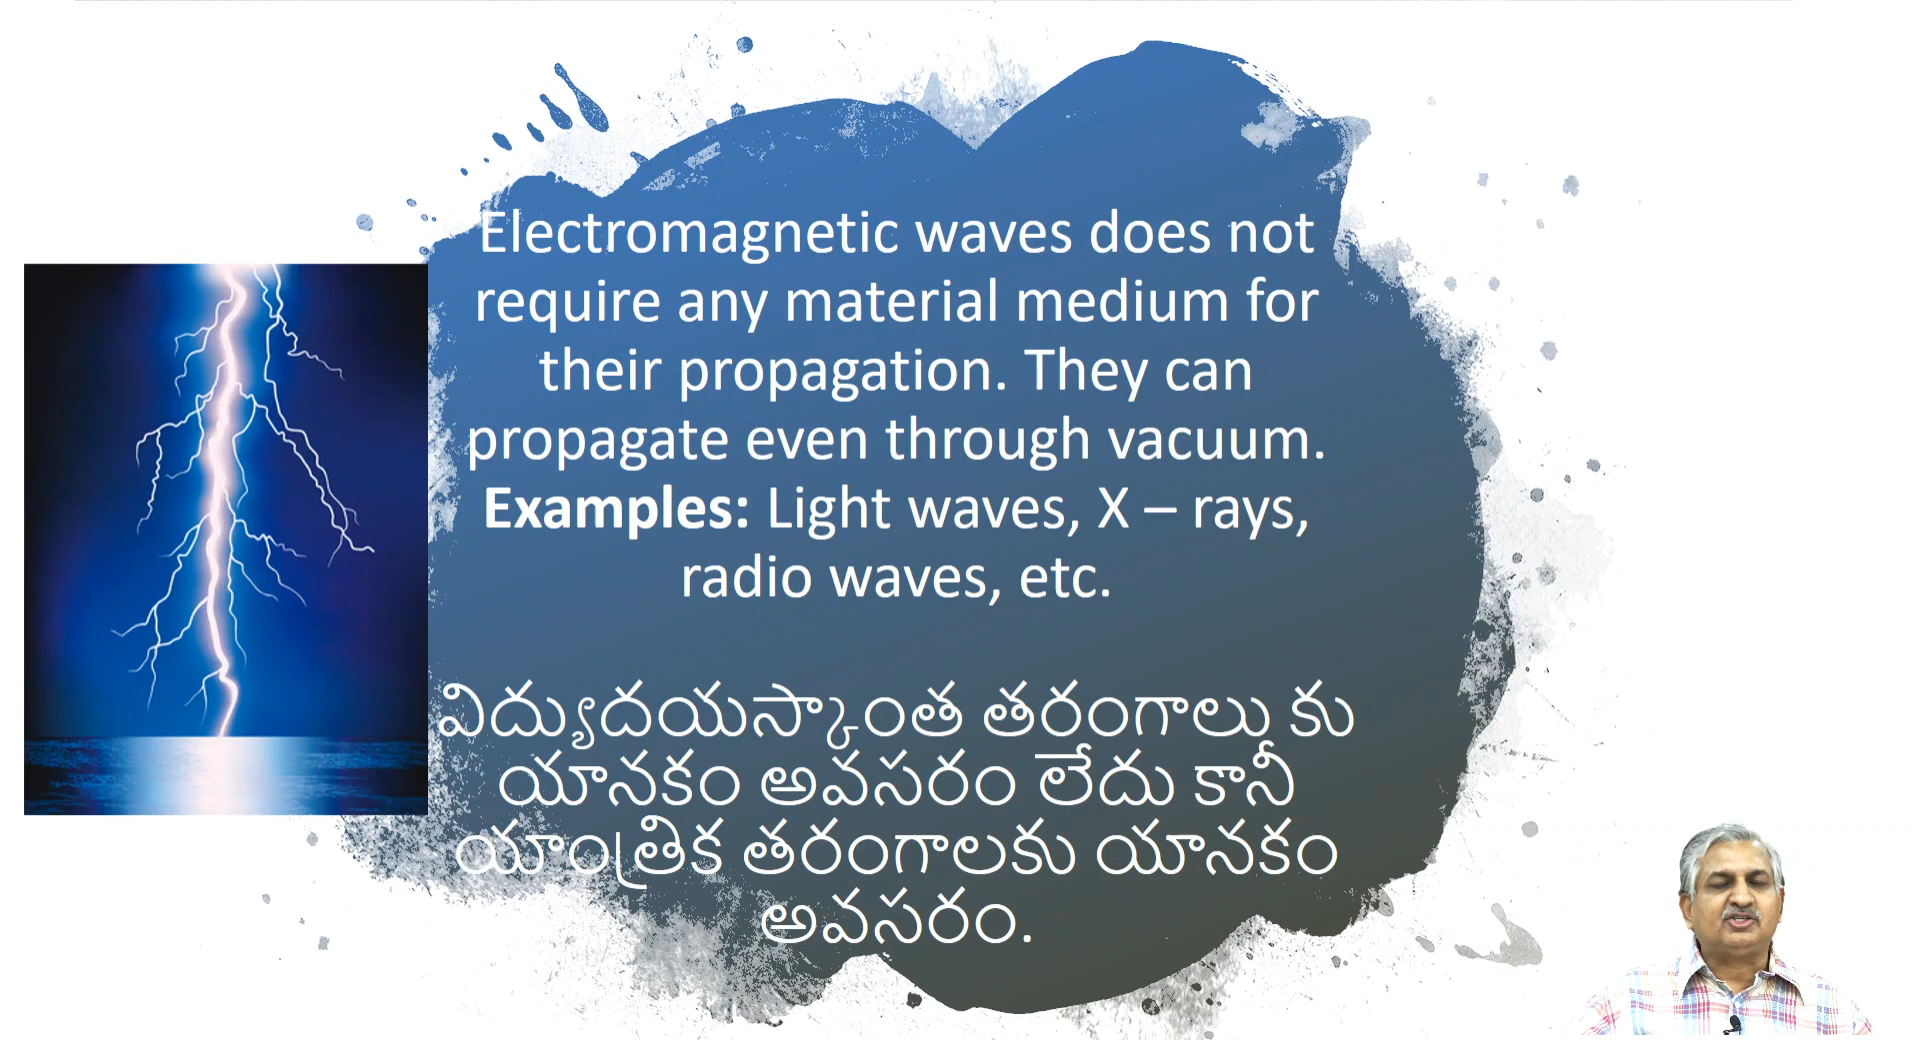 Electromagnetic waves does not
require any material medium for
their propagation. They can
propagate even through vacuum.
Examples: Light waves, X – rays,
radio waves, etc.
విద్యుదయస్కాంత తరంగాలు కు
యానకం అవసరం లేదు కానీ
యాంత్రిక తరంగాలకు యానకం
అవసరం.